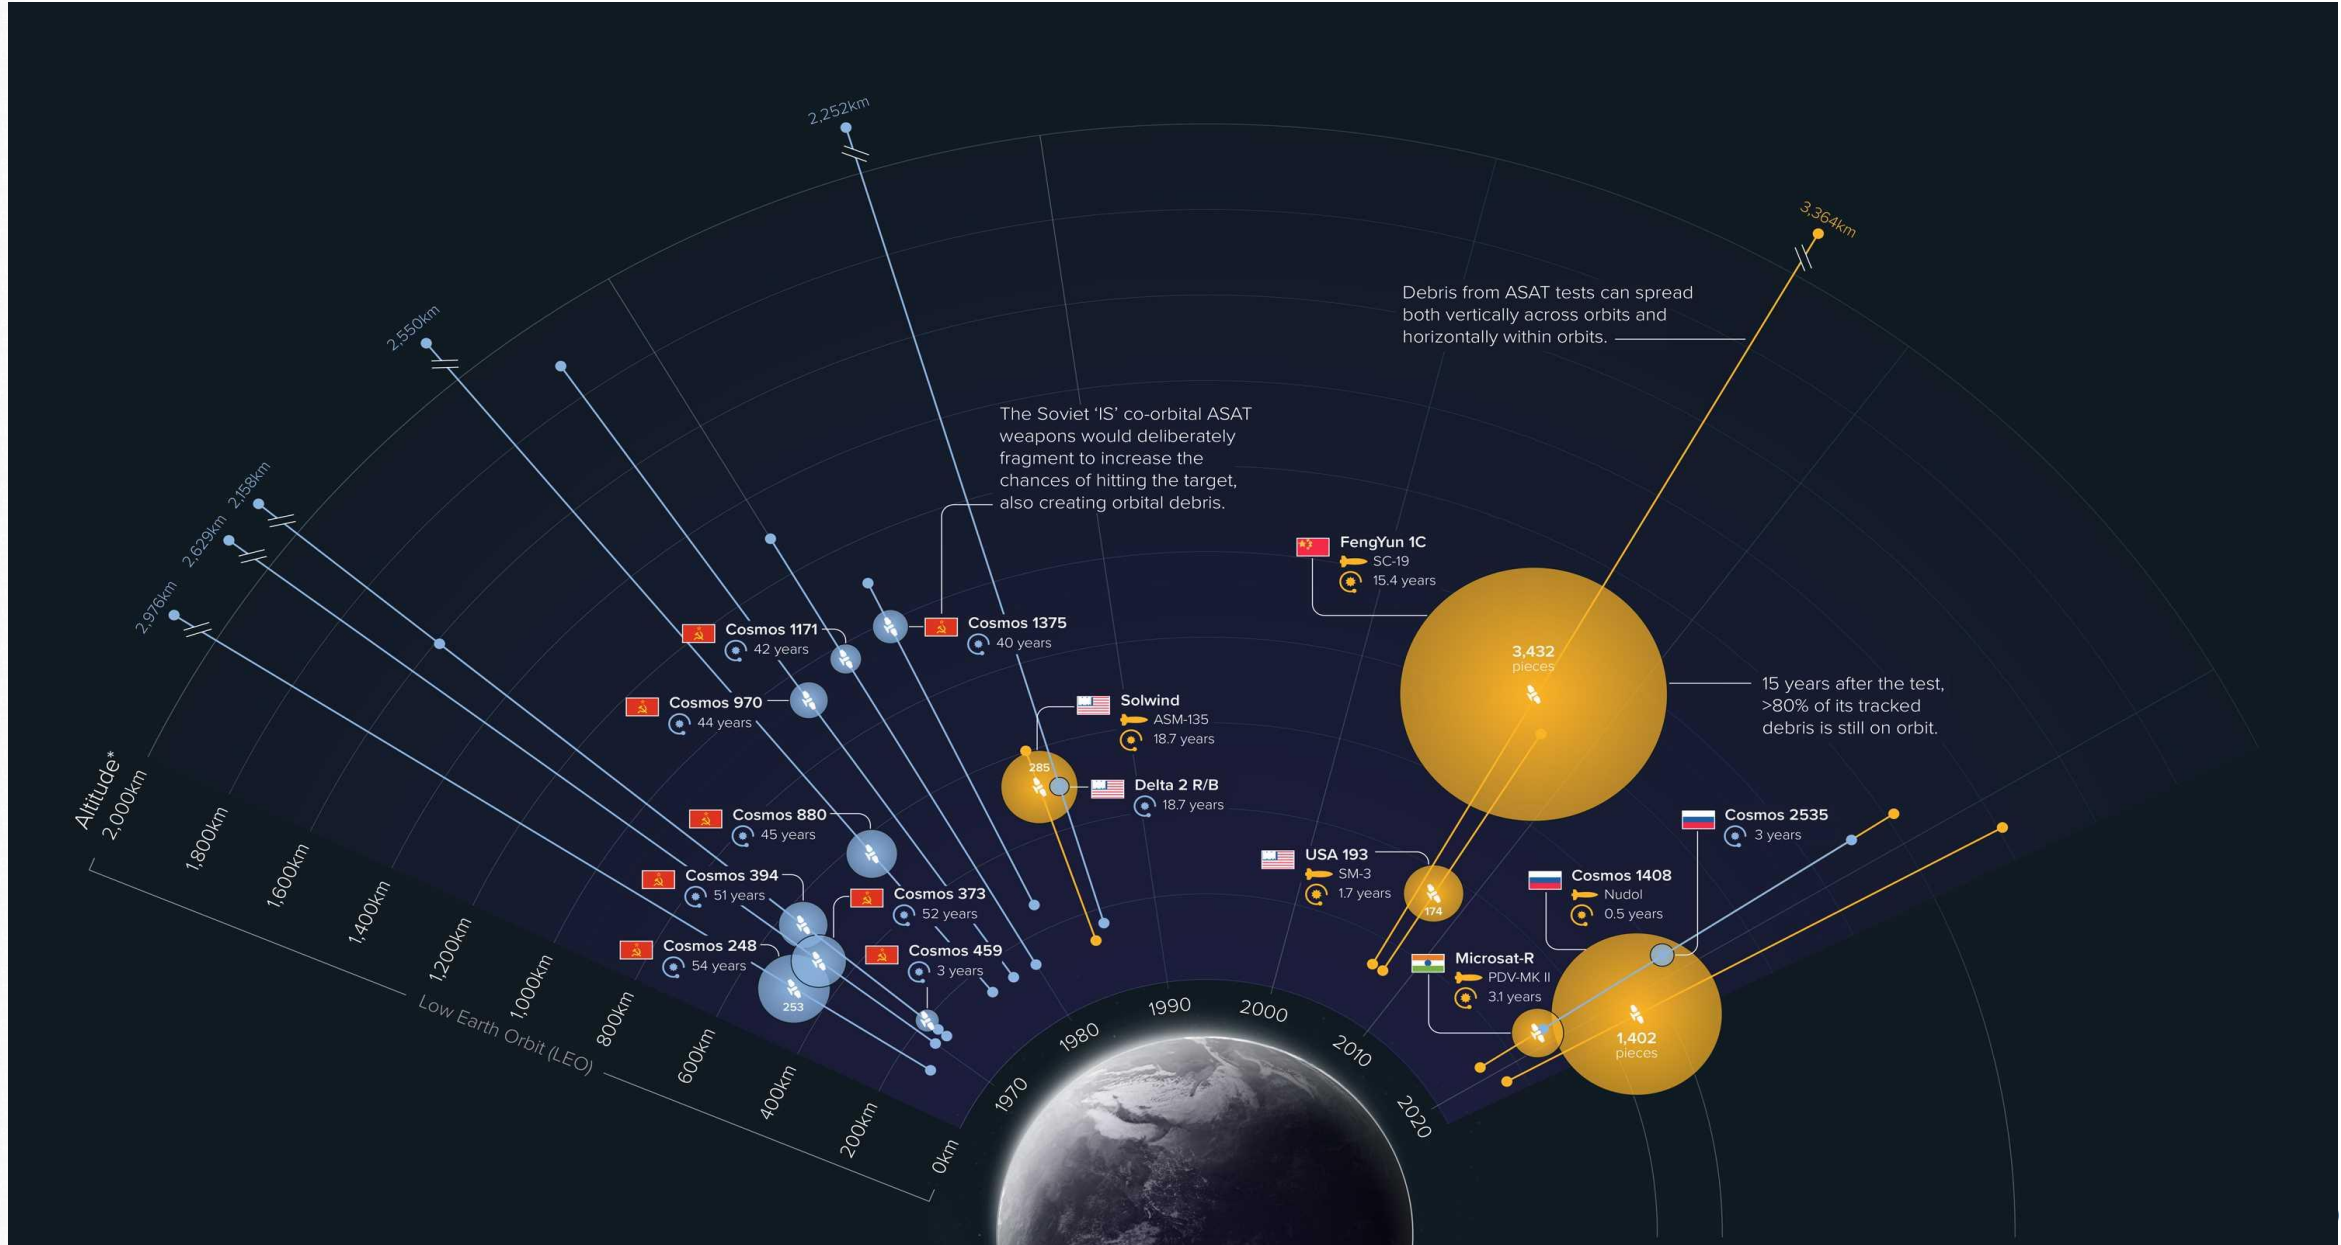 2,252km
3,364km
Debris from ASAT tests can spread
both vertically across orbits and
horizontally within orbits.
2,550km
The Soviet ‘IS’ co-orbital ASAT
weapons would deliberately
fragment to increase the
chances of hitting the target,
also creating orbital debris.
2,158km
2,629km
2,976km
FengYun 1C
SC-19
15.4 years
3,432
pieces
Cosmos 1171
42 years
Cosmos 1375
40 years
Cosmos 970
44 years
Solwind
ASM-135
18.7 years
285
Delta 2 R/B
18.7 years
15 years after the test,
>80% of its tracked
debris is still on orbit.
Cosmos 880
45 years
Cosmos 2535
3 years
USA 193
SM-3
1.7 years
174
Cosmos 394
51 years
Cosmos 373
52 years
Cosmos 1408
Nudol
0.5 years
Cosmos 248
54 years
253
Cosmos 459
3 years
Microsat-R
PDV-MK II
3.1 years
1,402
pieces
Altitude*
2,000km
1,800km
1,600km
1,400km
1,200km
1,000km
800km
600km
400km
200km
0km
Low Earth Orbit (LEO)
1970
1980
1990
2000
2010
2020